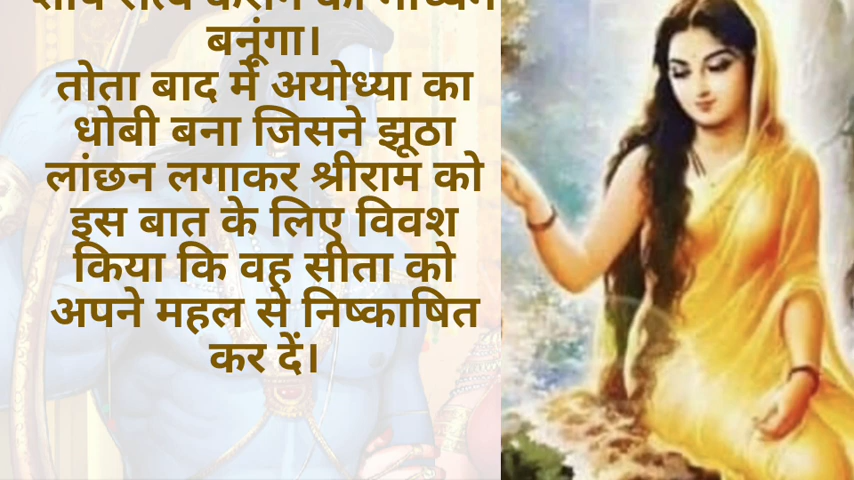 बनूंगा।
तोता बाद में अयोध्या का
धोबी बना जिसने झूठा
लांछन लगाकर श्रीराम को
इस बात के लिए विवश
किया कि वह सीता को
अपने महल से निष्काषित
कर दें।